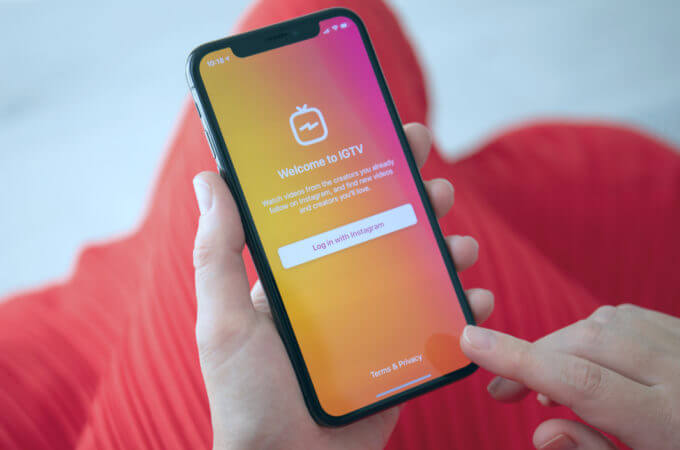 10:18
Welcome to IGTV
Watch videos from the creators you already
follow on Instagram, and find new videos
and creators you'll love.
Log in with Instagram
Terms & Privacy